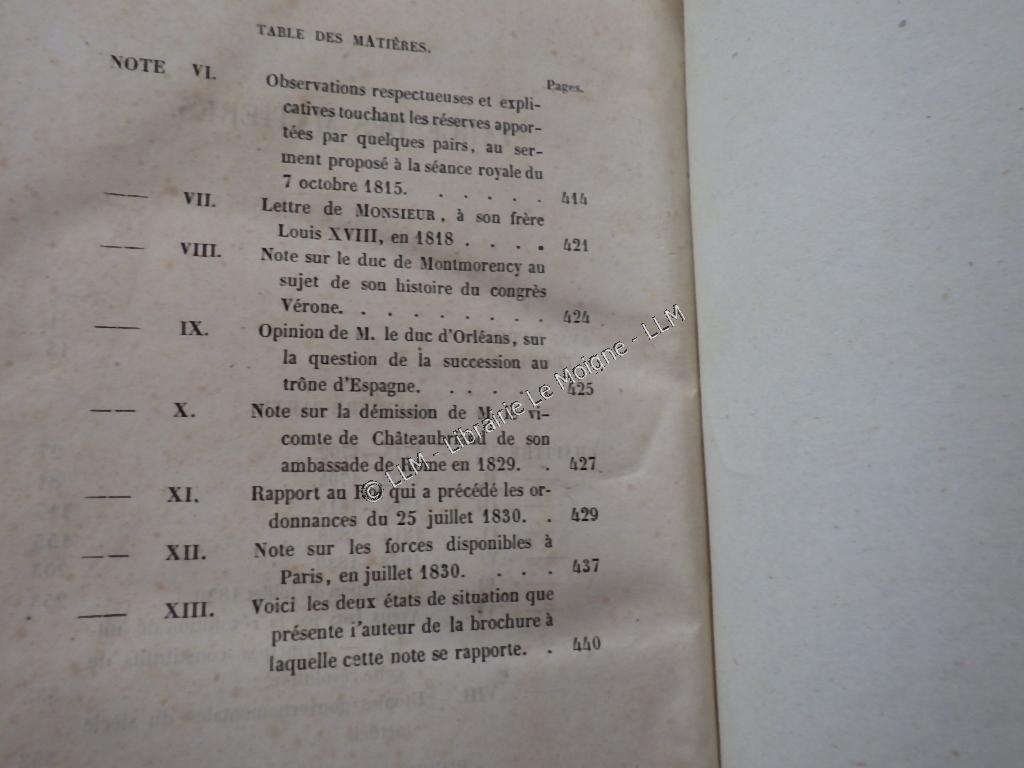 TABLE DES MATIÈRES.
Pages.
NOTE VI. Observations respectueuses et expli-
catives touchant les réserves appor-
tées par quelques pairs, au ser-
ment proposé à la séance royale du
7 octobre 1815. . . . . . 414
—— VII. Lettre de MONSIEUR, à son frère
Louis XVIII, en 1818 . . . . 421
—— VIII. Note sur le duc de Montmorency au
sujet de son histoire du congrès
Vérone. . . . . . . . . 424
—— IX. Opinion de M. le duc d'Orléans, sur
la question de la succession au
trône d'Espagne. . . . . . 425
—— X. Note sur la démission de M. le vi-
comte de Châteaubriand de son
ambassade de Rome en 1829. . 427
—— XI. Rapport au Roi qui a précédé les or-
donnances du 25 juillet 1830. . 429
—— XII. Note sur les forces disponibles à
Paris, en juillet 1830. . . . . 437
—— XIII. Voici les deux états de situation que
présente i'auteur de la brochure à
laquelle cette note se rapporte. . 440
© LLM - Librairie Le Moigne - LLM